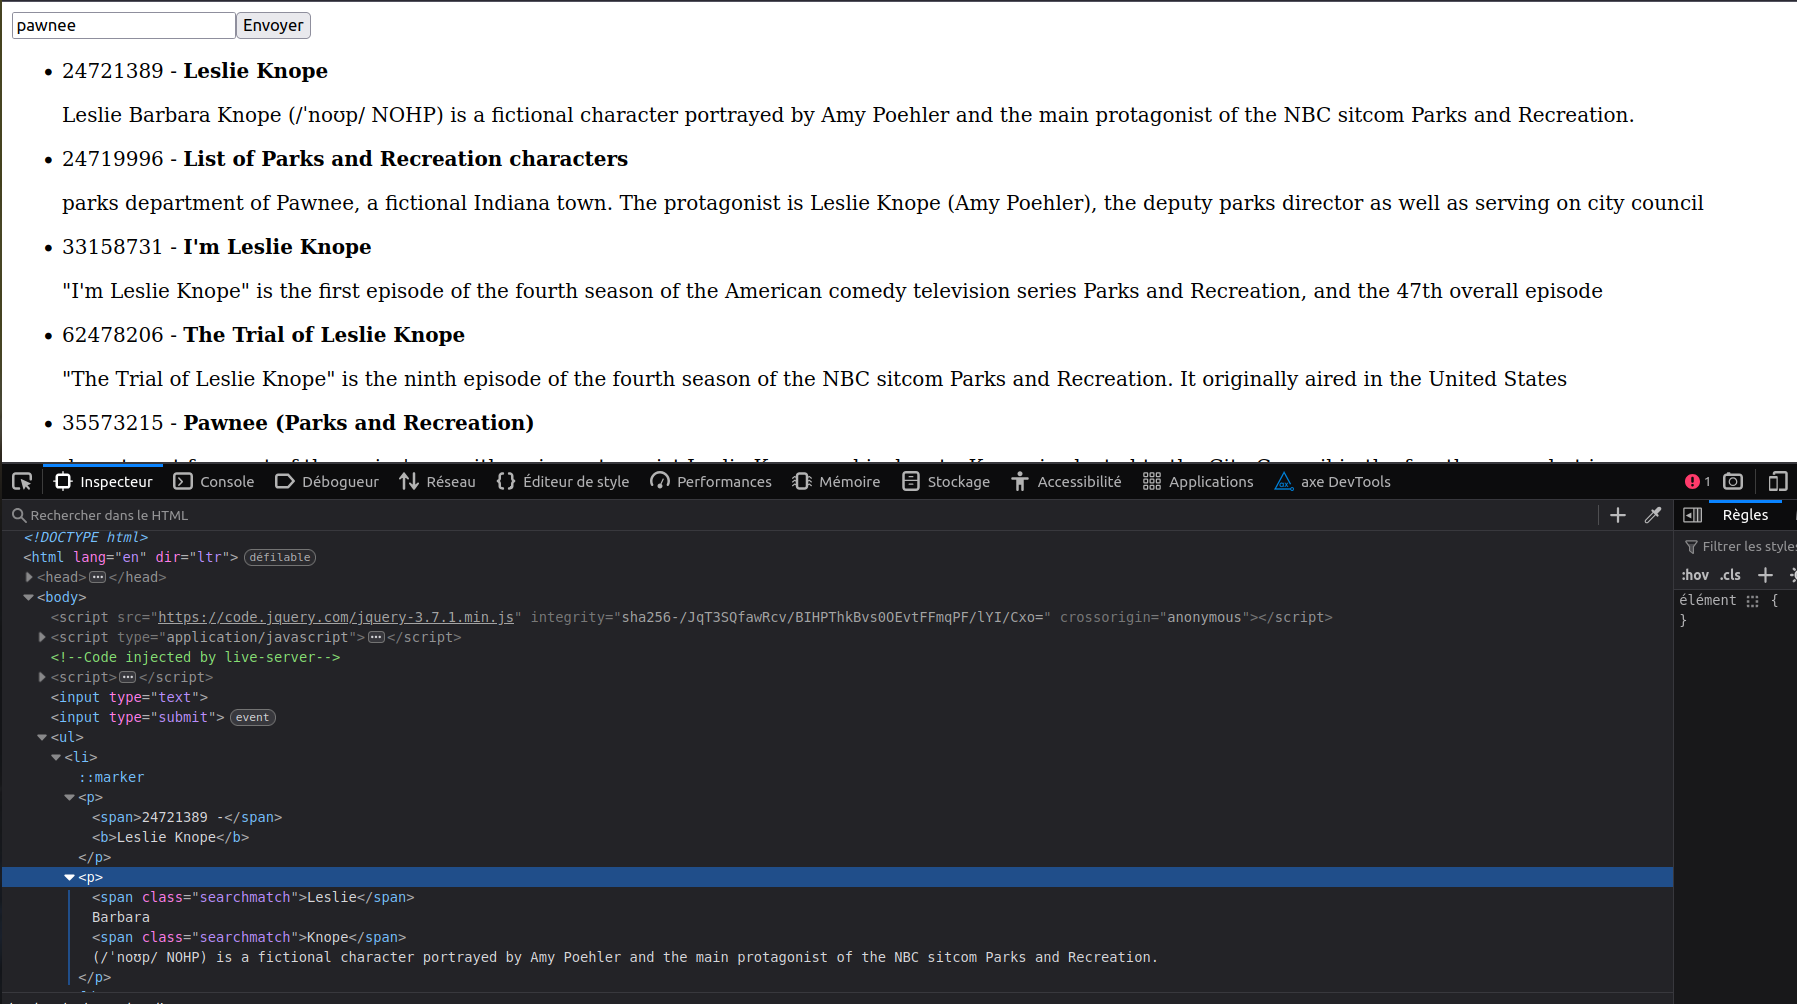 pawnee Envoyer
• 24721389 - Leslie Knope
Leslie Barbara Knope (/ˈnoʊp/ NOHP) is a fictional character portrayed by Amy Poehler and the main protagonist of the NBC sitcom Parks and Recreation.
• 24719996 - List of Parks and Recreation characters
parks department of Pawnee, a fictional Indiana town. The protagonist is Leslie Knope (Amy Poehler), the deputy parks director as well as serving on city council
• 33158731 - I'm Leslie Knope
"I'm Leslie Knope" is the first episode of the fourth season of the American comedy television series Parks and Recreation, and the 47th overall episode
• 62478206 - The Trial of Leslie Knope
"The Trial of Leslie Knope" is the ninth episode of the fourth season of the NBC sitcom Parks and Recreation. It originally aired in the United States
• 35573215 - Pawnee (Parks and Recreation)
Inspecteur Console Débogueur Réseau Éditeur de style Performances Mémoire Stockage Accessibilité Applications axe DevTools 1
Rechercher dans le HTML
<!DOCTYPE html>
<html lang="en" dir="ltr"> défilable
<head>···</head>
<body>
<script src="https://code.jquery.com/jquery-3.7.1.min.js" integrity="sha256-/JqT3SQfawRcv/BIHPThkBvs0OEvtFFmqPF/lYI/Cxo=" crossorigin="anonymous"></script>
<script type="application/javascript">···</script>
<!--Code injected by live-server-->
<script>···</script>
<input type="text">
<input type="submit"> event
<ul>
<li>
::marker
<p>
<span>24721389 -</span>
<b>Leslie Knope</b>
</p>
<p>
<span class="searchmatch">Leslie</span>
Barbara
<span class="searchmatch">Knope</span>
(/ˈnoʊp/ NOHP) is a fictional character portrayed by Amy Poehler and the main protagonist of the NBC sitcom Parks and Recreation.
</p>
Règles
Filtrer les styles
:hov .cls +
élément {
}